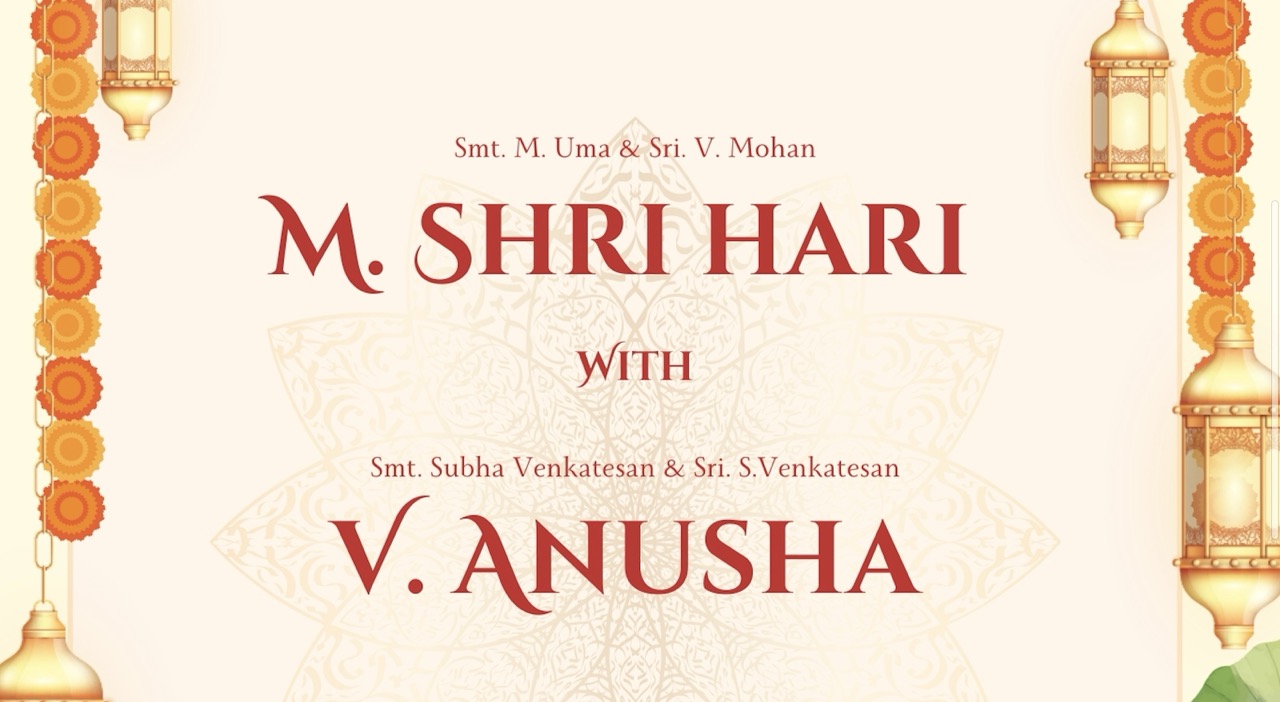 Smt. M. Uma & Sri. V. Mohan
M. SHRI HARI
WITH
Smt. Subha Venkatesan & Sri. S.Venkatesan
V. ANUSHA